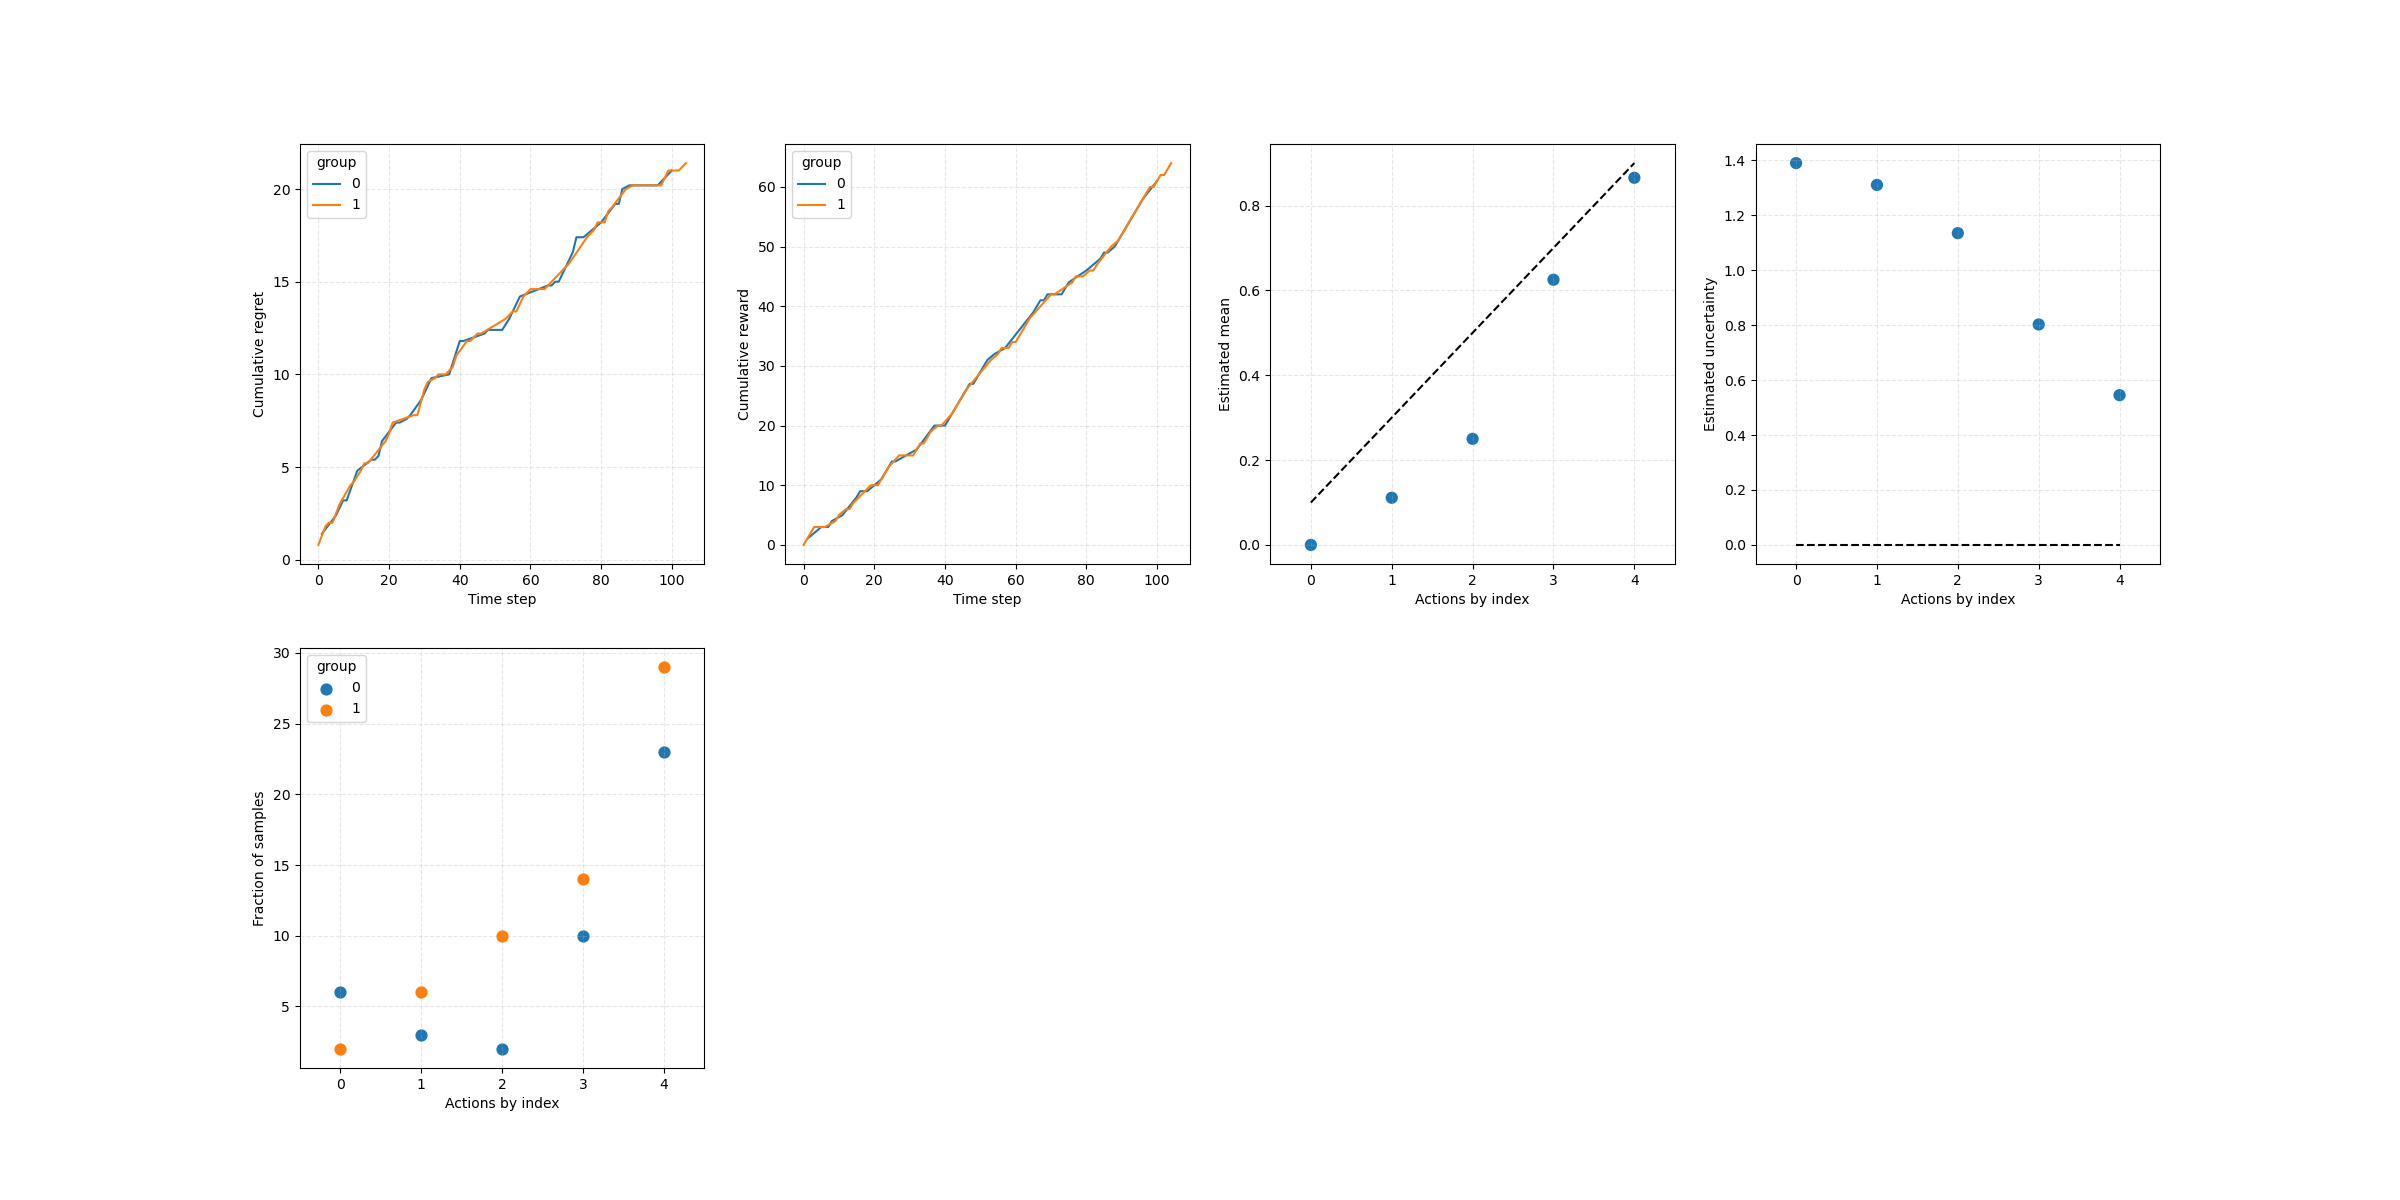 group
0
1
Cumulative regret
20
15
10
5
0
0 20 40 60 80 100
Time step
group
0
1
Cumulative reward
60
50
40
30
20
10
0
0 20 40 60 80 100
Time step
Estimated mean
0.8
0.6
0.4
0.2
0.0
0 1 2 3 4
Actions by index
Estimated uncertainty
1.4
1.2
1.0
0.8
0.6
0.4
0.2
0.0
0 1 2 3 4
Actions by index
group
0
1
Fraction of samples
30
25
20
15
10
5
0 1 2 3 4
Actions by index